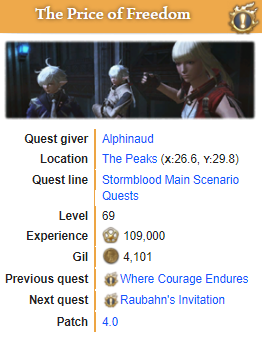 The Price of Freedom
Quest giver Alphinaud
Location The Peaks (X:26.6, Y:29.8)
Quest line Stormblood Main Scenario
Quests
Level 69
Experience 109,000
Gil 4,101
Previous quest Where Courage Endures
Next quest Raubahn's Invitation
Patch 4.0